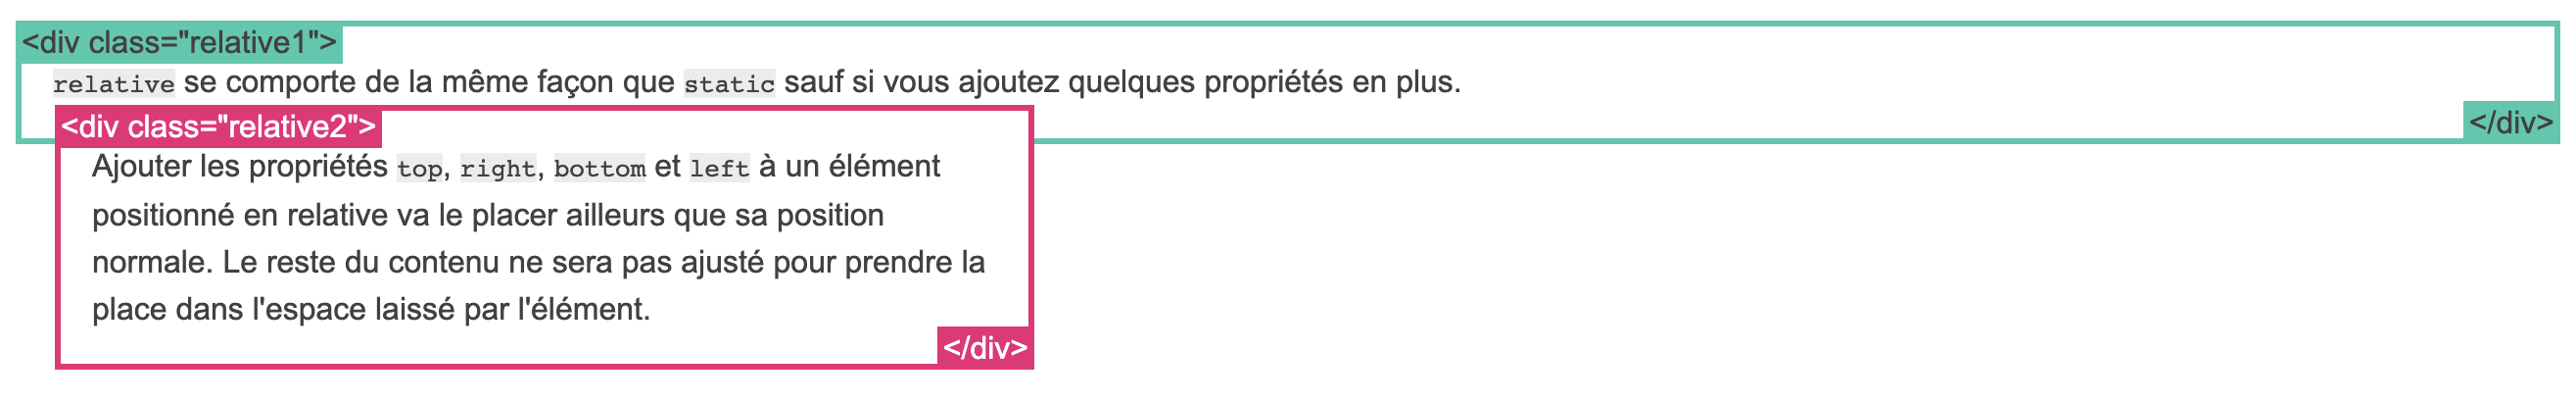 <div class="relative1">
relative se comporte de la même façon que static sauf si vous ajoutez quelques propriétés en plus.
</div>
<div class="relative2">
Ajouter les propriétés top, right, bottom et left à un élément
positionné en relative va le placer ailleurs que sa position
normale. Le reste du contenu ne sera pas ajusté pour prendre la
place dans l'espace laissé par l'élément.
</div>